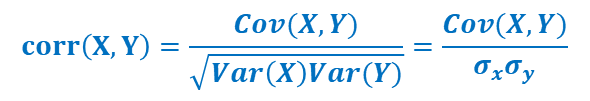 corr(X, Y) = Cov(X, Y) / √Var(X)Var(Y) = Cov(X, Y) / σxσy